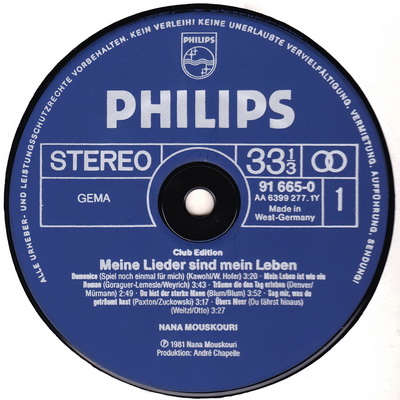 ALLE URHEBER- UND LEISTUNGSSCHUTZRECHTE VORBEHALTEN. KEIN VERLEIH! KEINE UNERLAUBTE VERVIELFÄLTIGUNG, VERMIETUNG, AUFFÜHRUNG, SENDUNG!
PHILIPS
PHILIPS
STEREO
33 1/3
GEMA
91 665-0
AA 6399 277.1Y
Made in
West-Germany
1
Club Edition
Meine Lieder sind mein Leben
Domenica (Spiel noch einmal für mich) (Kawohl/W. Hofer) 3:20 · Mein Leben ist wie ein
Roman (Goraguer-Lemesle/Weyrich) 3:43 · Träume die den Tag erleben (Denver/
Mürmann) 2:49 · Du bist der starke Mann (Blum/Blum) 3:52 · Sag mir, was de
geträumt hast (Paxton/Zuckowski) 3:17 · Übers Meer (Du fährst hinaus)
(Weitzl/Otto) 3:27
NANA MOUSKOURI
Ⓟ 1981 Nana Mouskouri
Produktion: André Chapelle